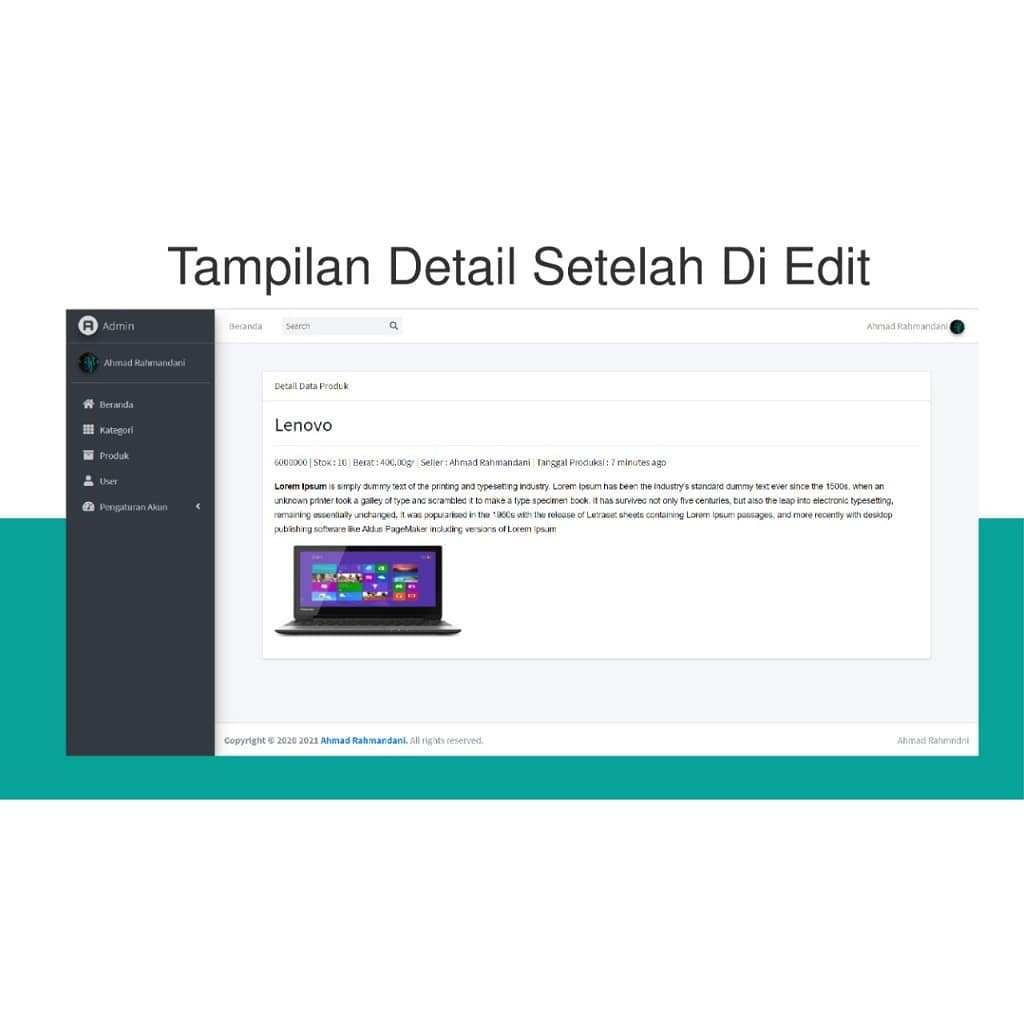 Tampilan Detail Setelah Di Edit
Admin
Beranda
Search
Ahmad Rahmandani
Ahmad Rahmandani
Beranda
Kategori
Produk
User
Pengaturan Akun
Detail Data Produk
Lenovo
6000000 | Stok : 10 | Berat : 400.00gr | Seller : Ahmad Rahmandani | Tanggal Produksi : 7 minutes ago
Lorem Ipsum is simply dummy text of the printing and typesetting industry. Lorem Ipsum has been the industry's standard dummy text ever since the 1500s, when an
unknown printer took a galley of type and scrambled it to make a type specimen book. It has survived not only five centuries, but also the leap into electronic typesetting,
remaining essentially unchanged. It was popularised in the 1960s with the release of Letraset sheets containing Lorem Ipsum passages, and more recently with desktop
publishing software like Aldus PageMaker including versions of Lorem Ipsum
Copyright © 2020 2021 Ahmad Rahmandani. All rights reserved.
Ahmad Rahmndni